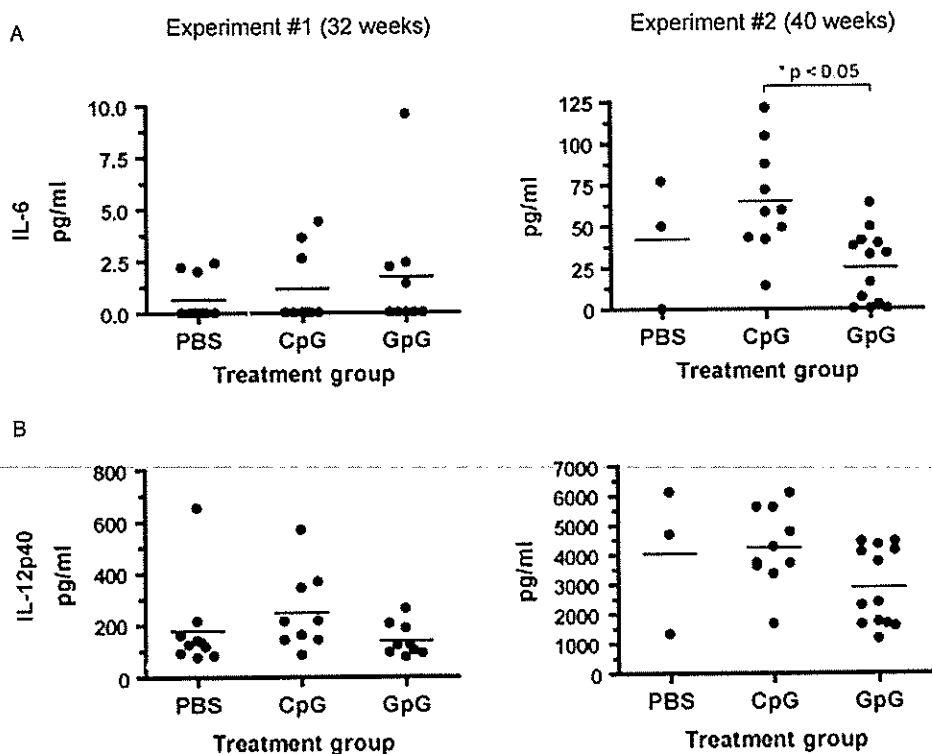 A
Experiment #1 (32 weeks)
Experiment #2 (40 weeks)
* p < 0.05
IL-6
pg/ml
10.0
7.5
5.0
2.5
0.0
PBS
CpG
GpG
Treatment group
pg/ml
125
100
75
50
25
0
PBS
CpG
GpG
Treatment group
B
IL-12p40
pg/ml
800
600
400
200
0
PBS
CpG
GpG
Treatment group
pg/ml
7000
6000
5000
4000
3000
2000
1000
0
PBS
CpG
GpG
Treatment group